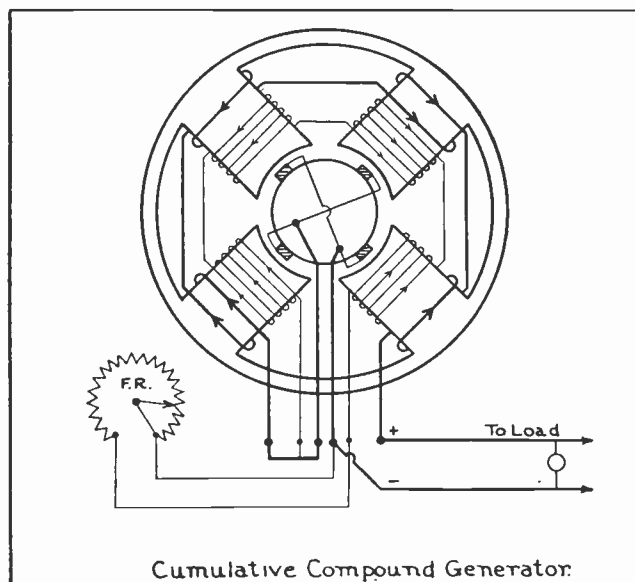 F.R.
+
To Load
-
Cumulative Compound Generator.